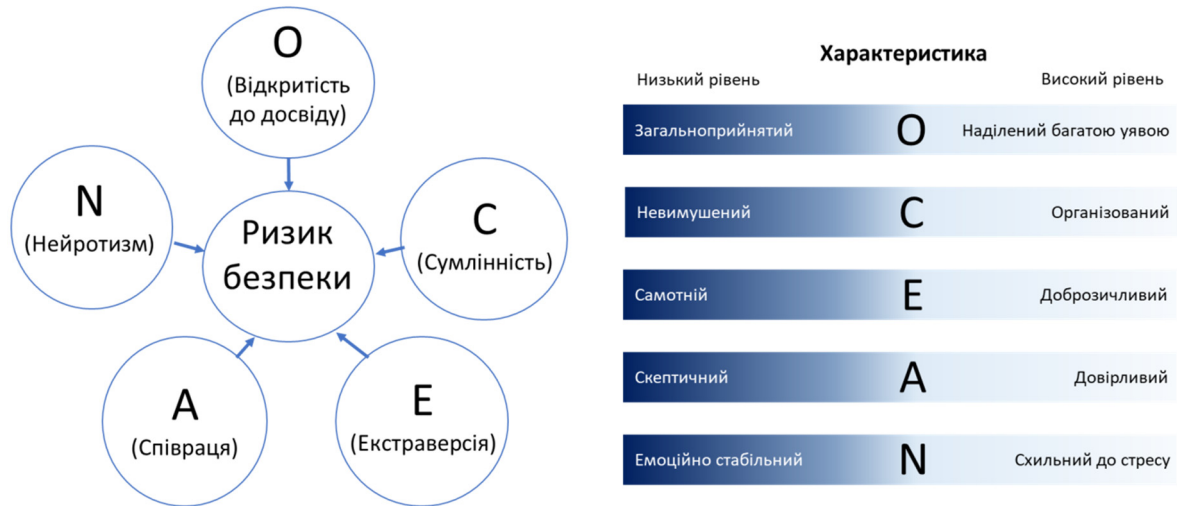 O
(Відкритість
до досвіду)
N
(Нейротизм)
Ризик
безпеки
C
(Сумлінність)
A
(Співраця)
E
(Екстраверсія)
Характеристика
Низький рівень Високий рівень
Загальноприйнятий O Наділений багатою уявою
Невимушений C Організований
Самотній E Доброзичливий
Скептичний A Довірливий
Емоційно стабільний N Схильний до стресу